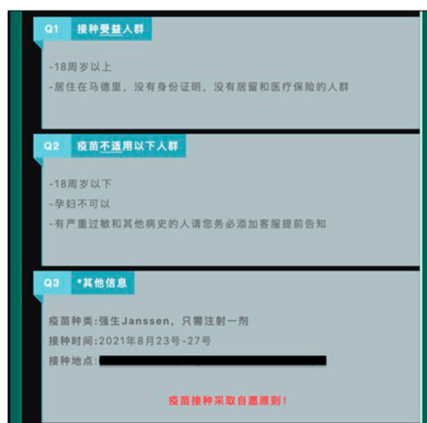 Q1 接种受益人群
-18周岁以上
-居住在马德里，没有身份证明，没有居留和医疗保险的人群
Q2 疫苗不适用以下人群
-18周岁以下
-孕妇不可以
-有严重过敏和其他病史的人请您务必添加客服提前告知
Q3 *其他信息
疫苗种类:强生Janssen，只需注射一剂
接种时间:2021年8月23号-27号
接种地点:
疫苗接种采取自愿原则！